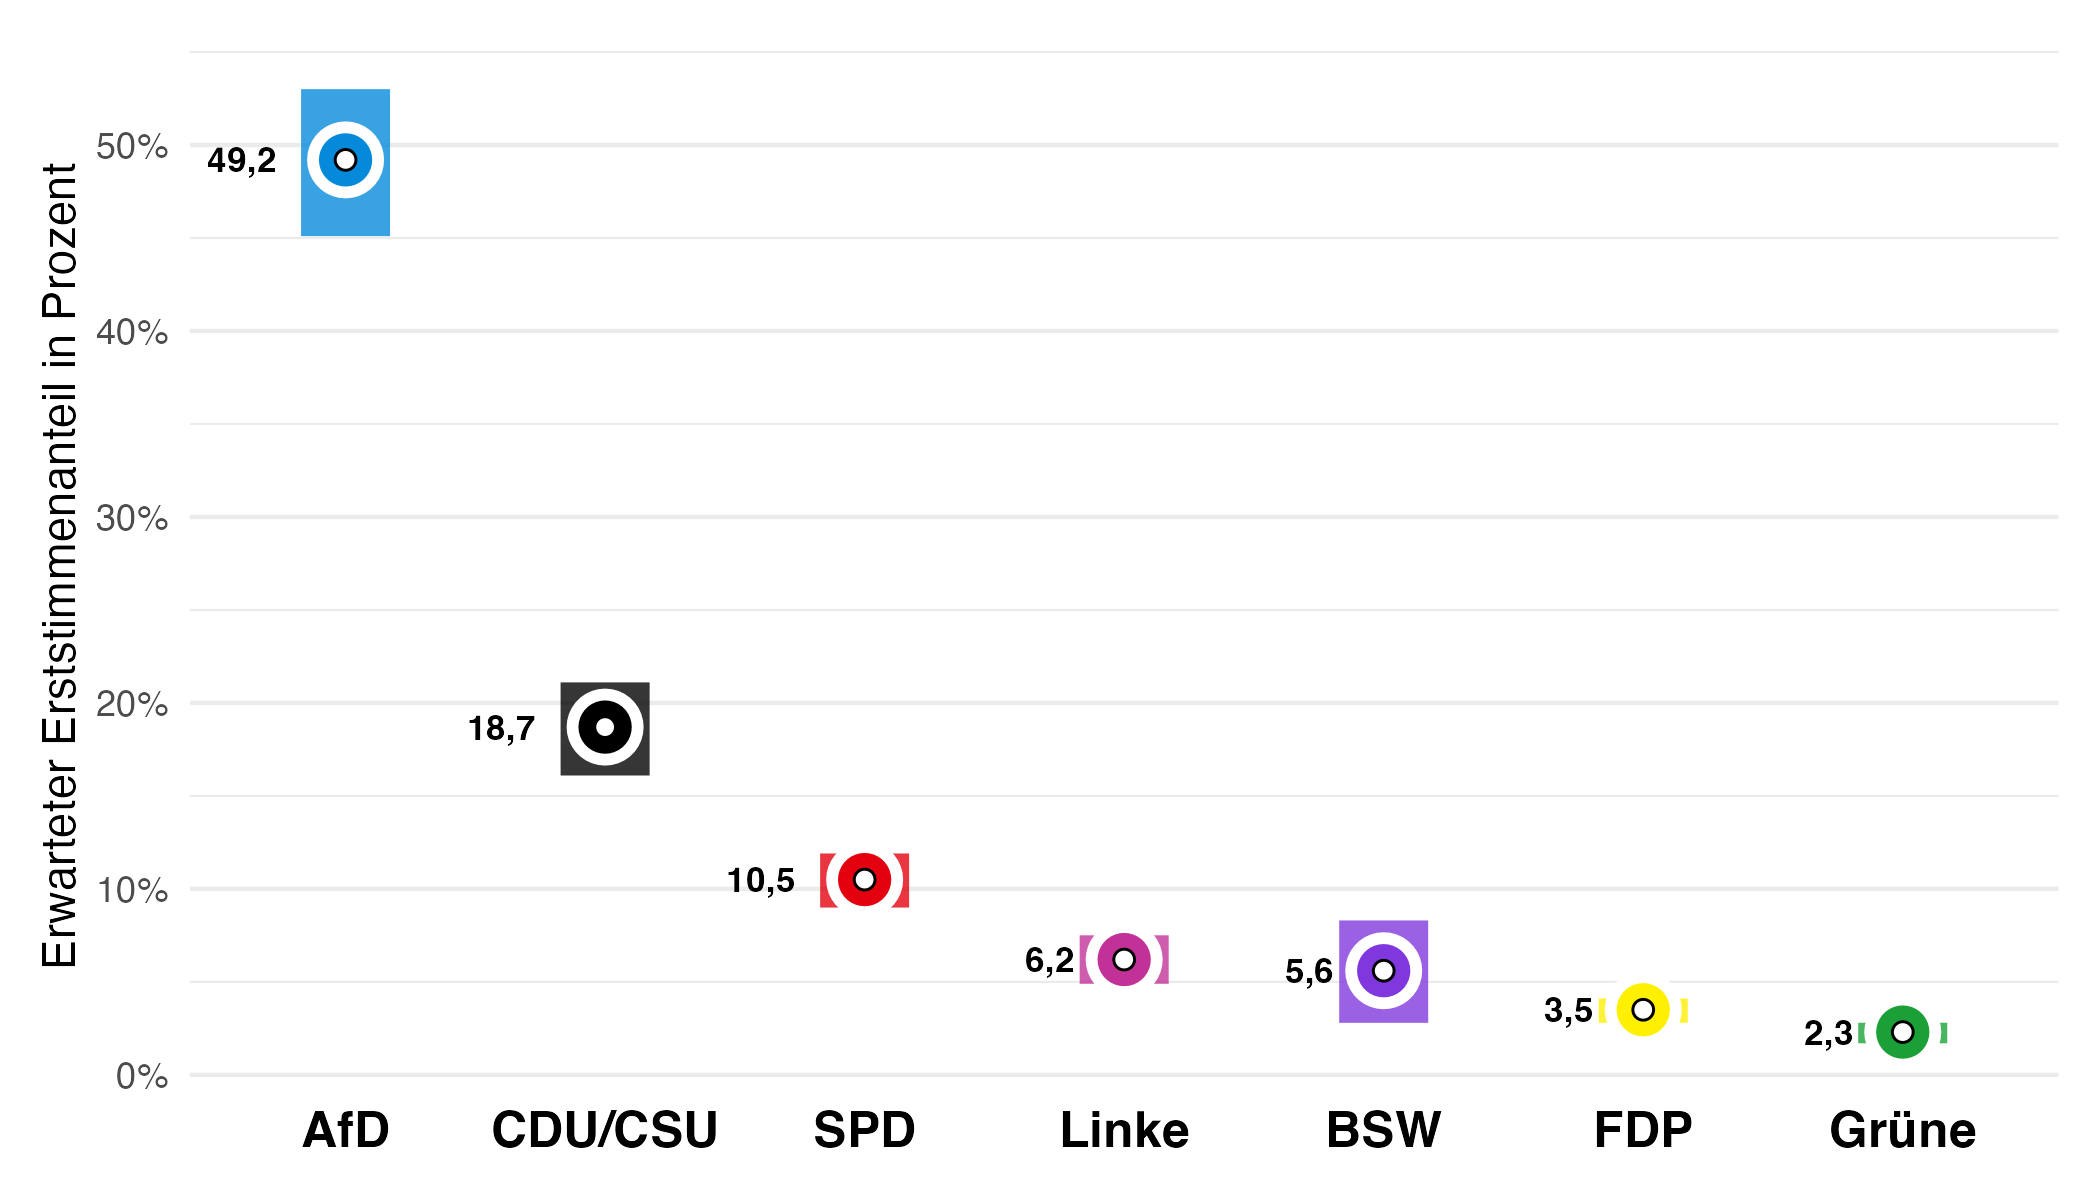 Erwarteter Erststimmenanteil in Prozent
50%
40%
30%
20%
10%
0%
49,2
18,7
10,5
6,2
5,6
3,5
2,3
AfD
CDU/CSU
SPD
Linke
BSW
FDP
Grüne